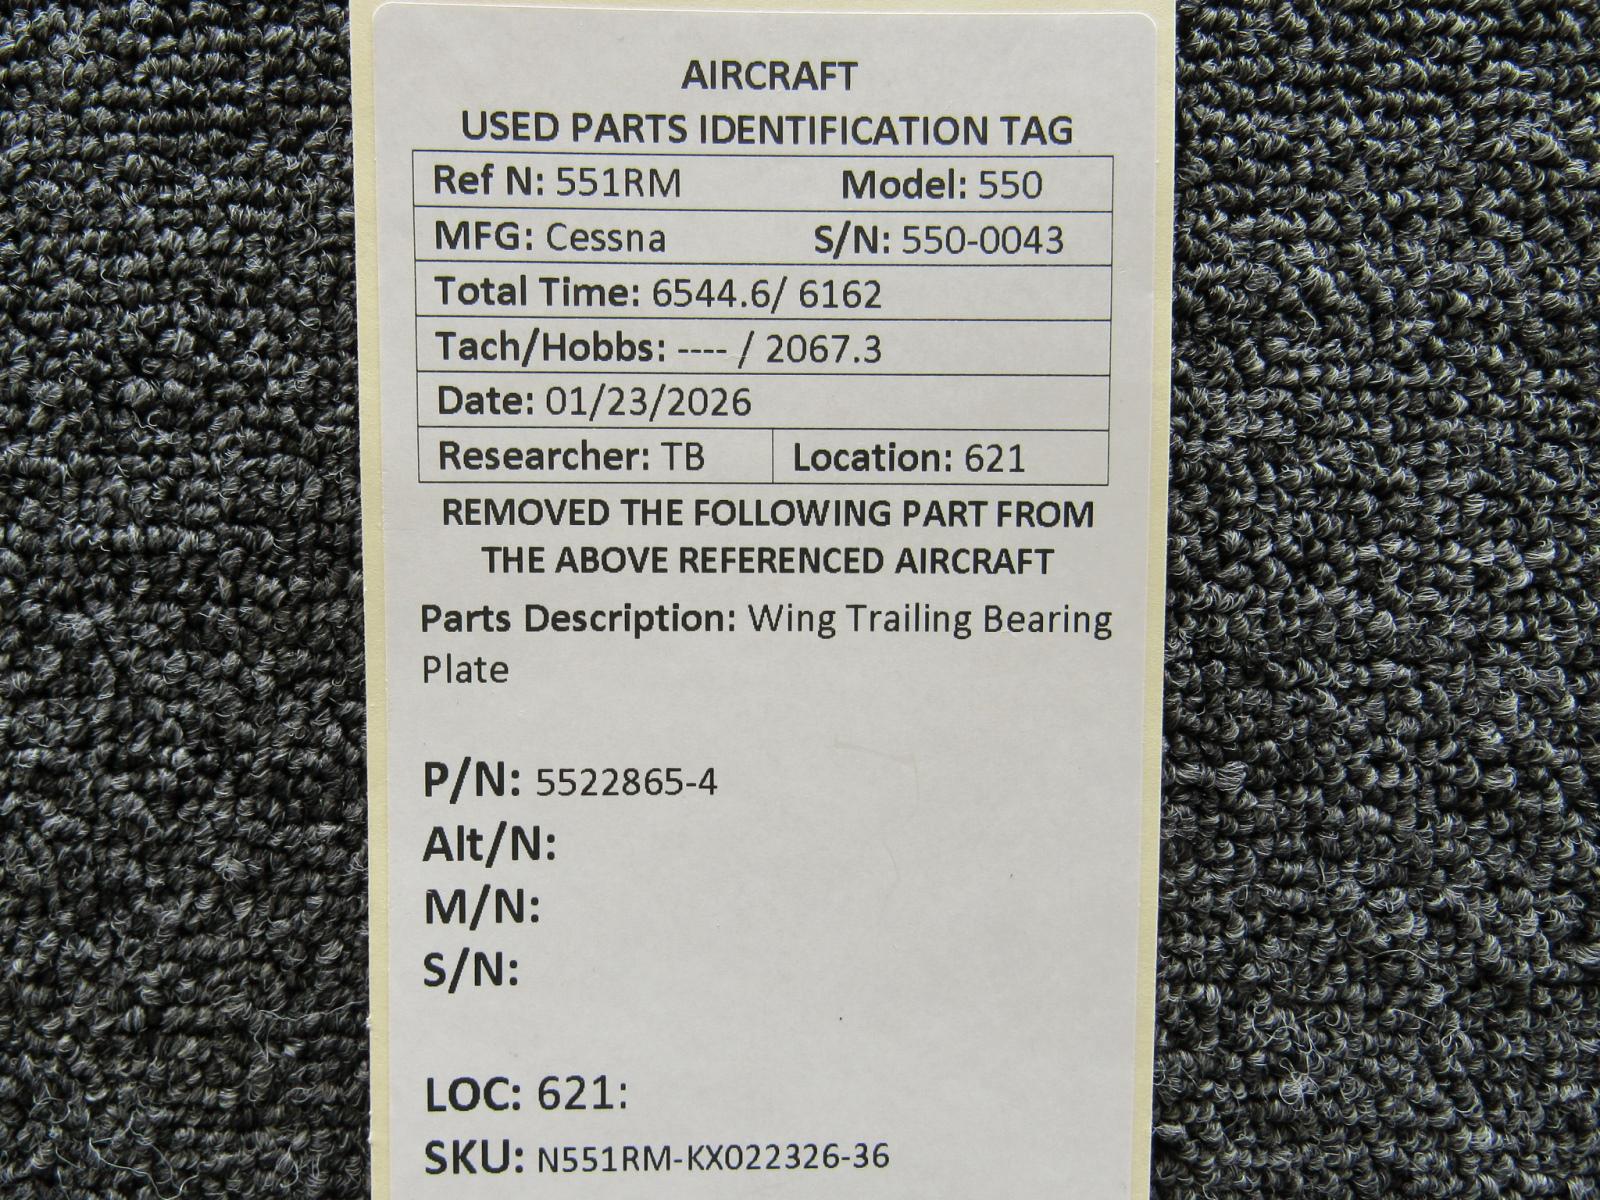 AIRCRAFT
USED PARTS IDENTIFICATION TAG
Ref N: 551RM Model: 550
MFG: Cessna S/N: 550-0043
Total Time: 6544.6/ 6162
Tach/Hobbs: ---- / 2067.3
Date: 01/23/2026
Researcher: TB Location: 621
REMOVED THE FOLLOWING PART FROM
THE ABOVE REFERENCED AIRCRAFT
Parts Description: Wing Trailing Bearing
Plate
P/N: 5522865-4
Alt/N:
M/N:
S/N:
LOC: 621:
SKU: N551RM-KX022326-36